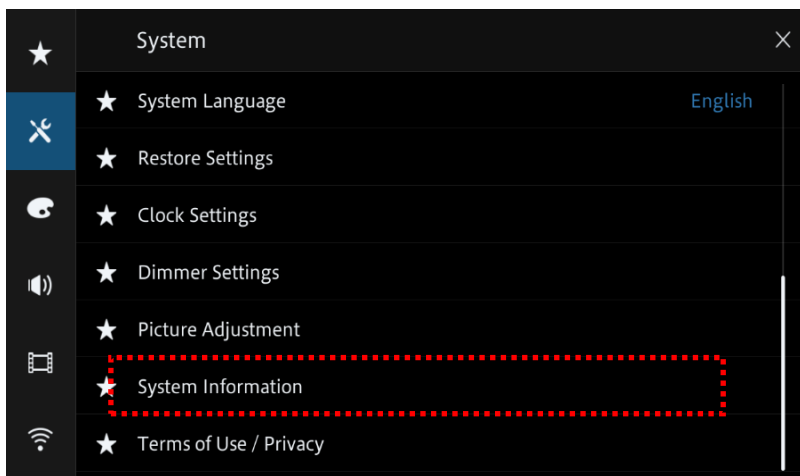 System
System Language English
Restore Settings
Clock Settings
Dimmer Settings
Picture Adjustment
System Information
Terms of Use / Privacy